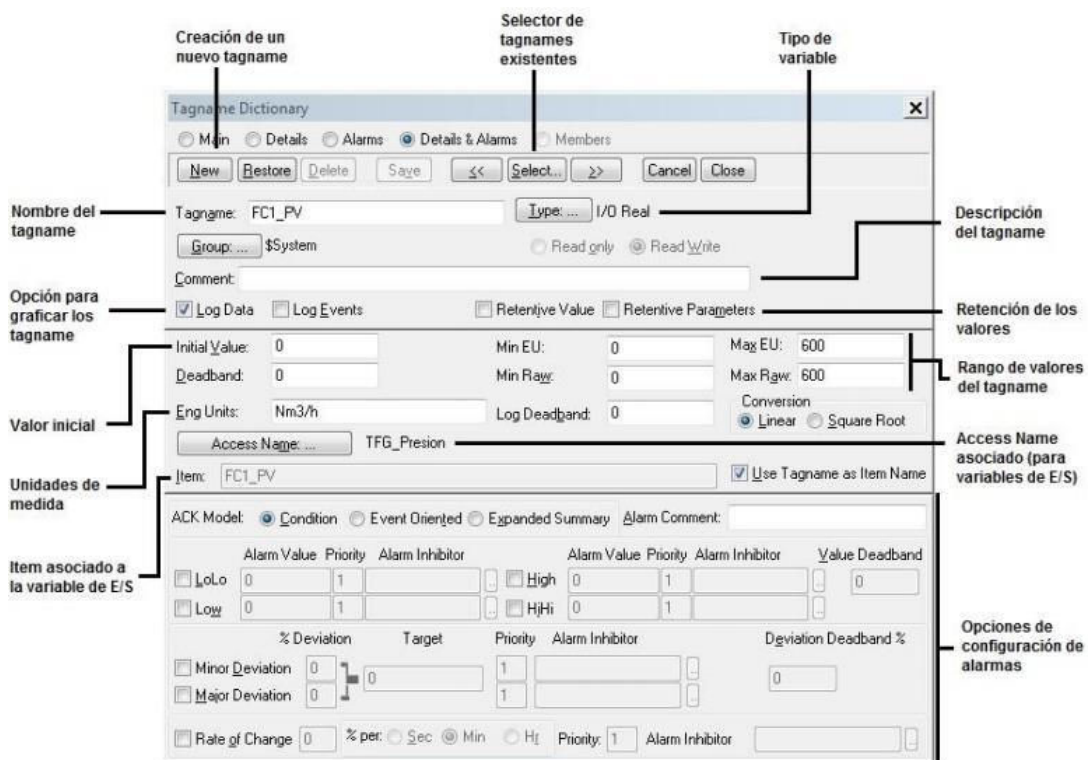 Creación de un
nuevo tagname
Selector de
tagnames
existentes
Tipo de
variable
Tagname Dictionary
Main Details Alarms Details & Alarms Members
New Restore Delete Save << Select... >> Cancel Close
Nombre del
tagname
Tagname: FC1_PV Type: ... I/O Real
Descripción
del tagname
Group: ... $System Read only Read Write
Comment:
Opción para
graficar los
tagname
Log Data Log Events Retentive Value Retentive Parameters
Retención de los
valores
Initial Value: 0 Min EU: 0 Max EU: 600
Deadband: 0 Min Raw: 0 Max Raw: 600
Rango de valores
del tagname
Valor inicial
Eng Units: Nm3/h Log Deadband: 0 Conversion
Linear Square Root
Access Name: ... TFG_Presion
Access Name
asociado (para
variables de E/S)
Unidades de
medida
Item: FC1_PV Use Tagname as Item Name
ACK Model: Condition Event Oriented Expanded Summary Alarm Comment:
Alarm Value Priority Alarm Inhibitor Alarm Value Priority Alarm Inhibitor Value Deadband
Item asociado a
la variable de E/S
LoLo 0 1 ... High 0 1 ... 0
Low 0 1 ... HiHi 0 1 ...
% Deviation Target Priority Alarm Inhibitor Deviation Deadband %
Opciones de
configuración de
alarmas
Minor Deviation 0 0 1 ... 0
Major Deviation 0 1 ...
Rate of Change 0 % per: Sec Min Hr Priority: 1 Alarm Inhibitor ...